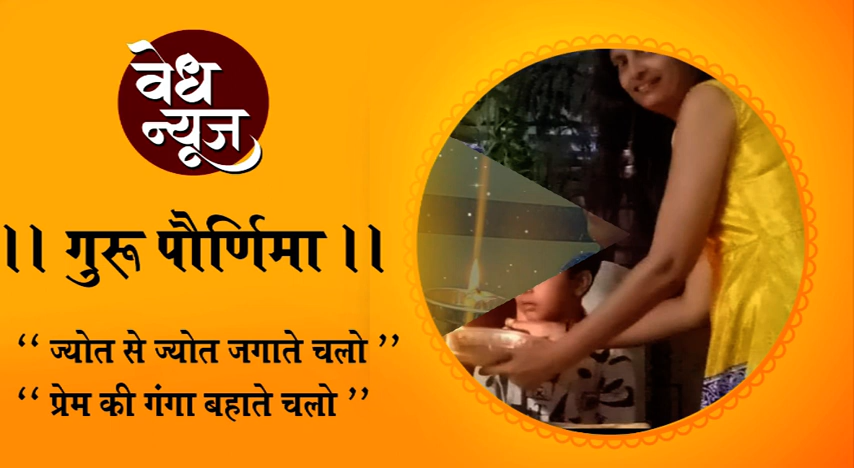 वेध
न्यूज
।। गुरू पौर्णिमा ।।
“ ज्योत से ज्योत जगाते चलो ”
“ प्रेम की गंगा बहाते चलो ”